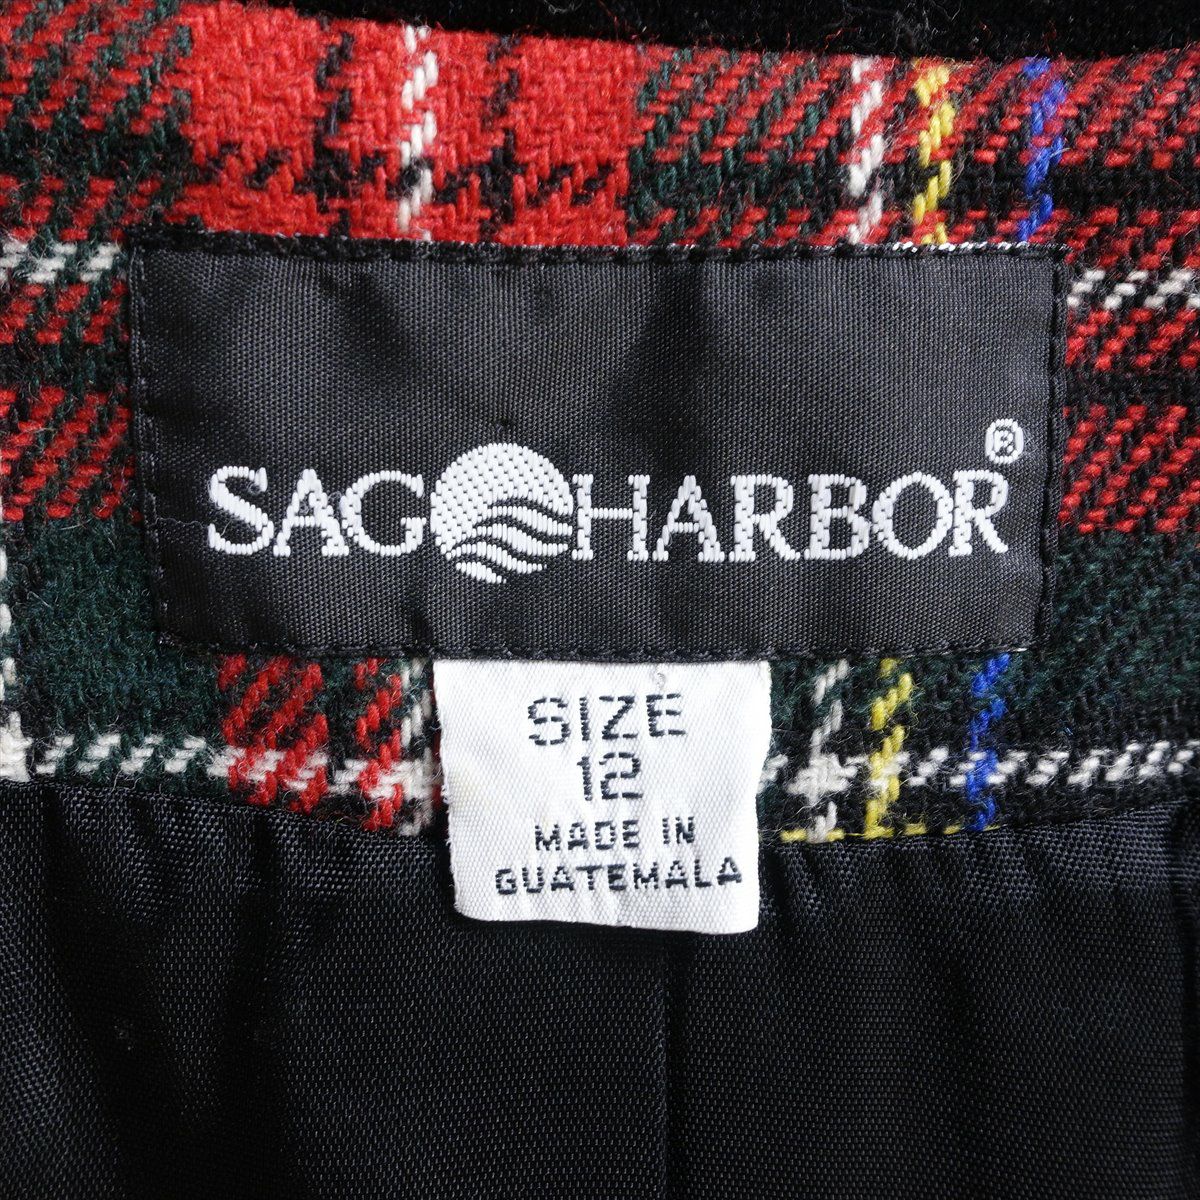 SAG HARBOR®
SIZE
12
MADE IN
GUATEMALA